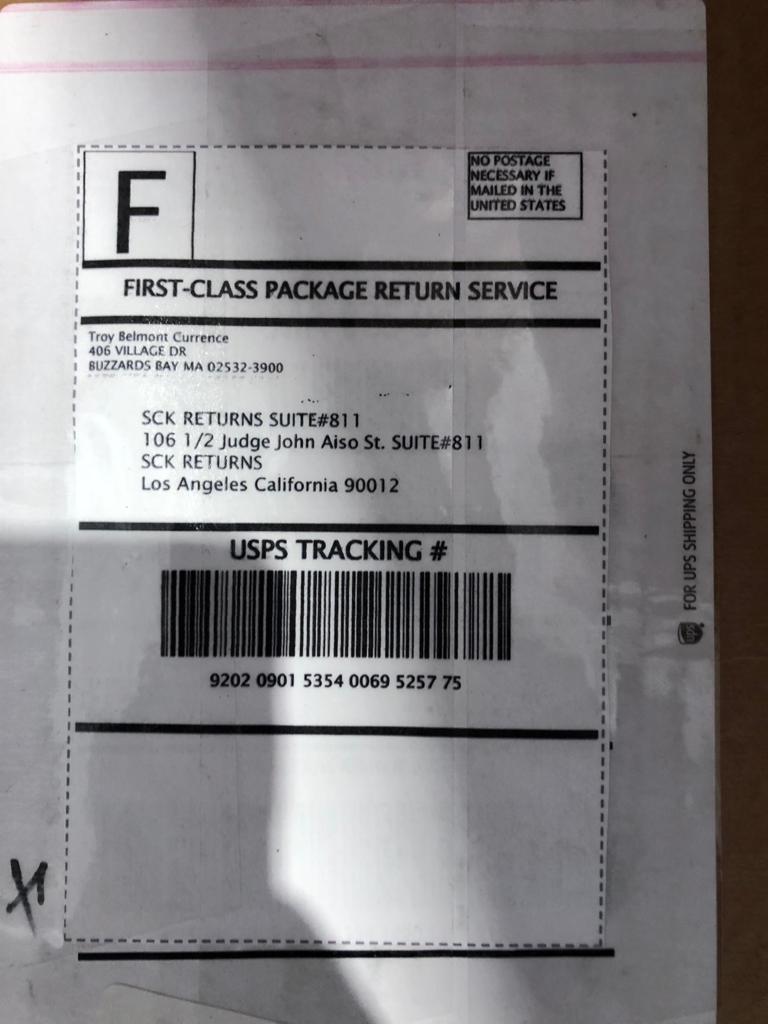 F
NO POSTAGE
NECESSARY IF
MAILED IN THE
UNITED STATES
FIRST-CLASS PACKAGE RETURN SERVICE
Troy Belmont Currence
406 VILLAGE DR
BUZZARDS BAY MA 02532-3900
SCK RETURNS SUITE#811
106 1/2 Judge John Aiso St. SUITE#811
SCK RETURNS
Los Angeles California 90012
USPS TRACKING #
9202 0901 5354 0069 5257 75
ups FOR UPS SHIPPING ONLY